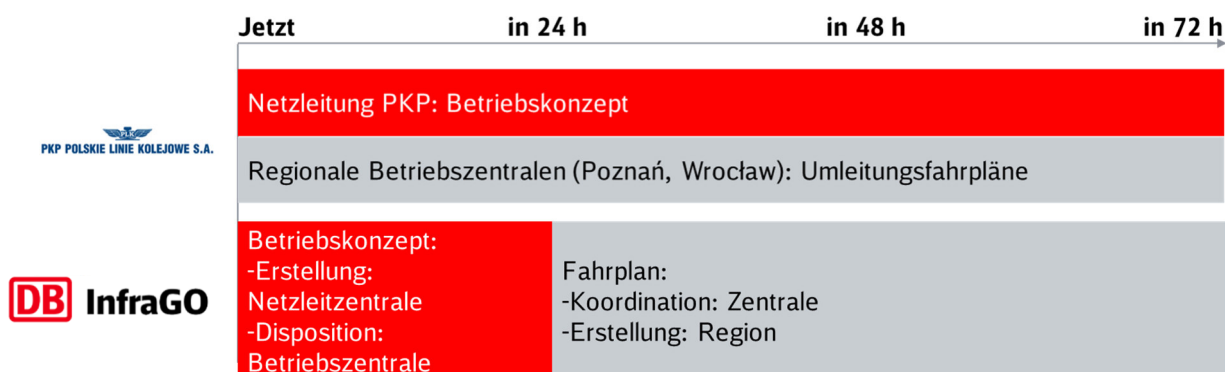 Jetzt in 24 h in 48 h in 72 h
Netzleitung PKP: Betriebskonzept
PLK
PKP POLSKIE LINIE KOLEJOWE S.A.
Regionale Betriebszentralen (Poznań, Wrocław): Umleitungsfahrpläne
Betriebskonzept:
-Erstellung:
Netzleitzentrale
-Disposition:
Betriebszentrale
Fahrplan:
-Koordination: Zentrale
-Erstellung: Region
DB InfraGO